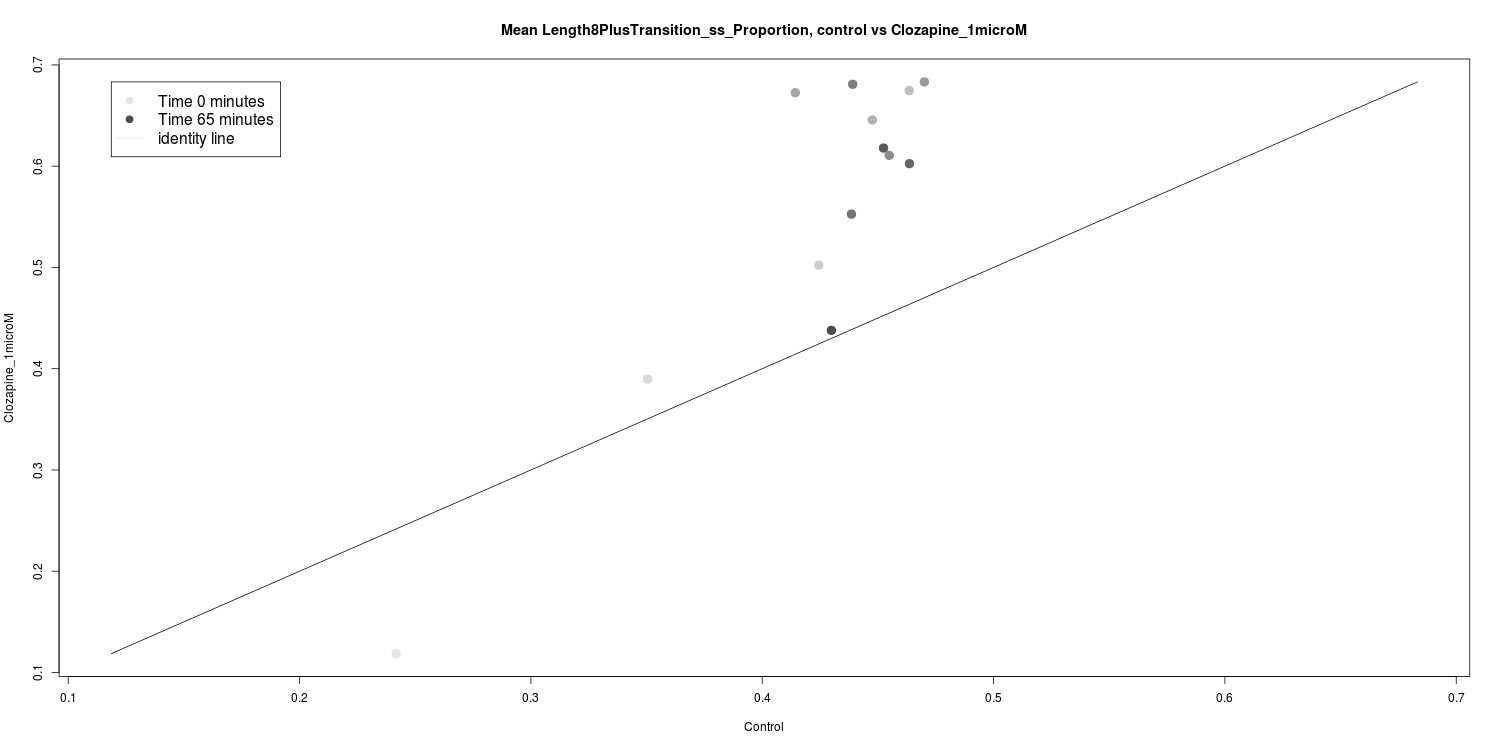 Mean Length8PlusTransition_ss_Proportion, control vs Clozapine_1microM
Time 0 minutes
Time 65 minutes
identity line
Clozapine_1microM
0.7
0.6
0.5
0.4
0.3
0.2
0.1
0.1 0.2 0.3 0.4 0.5 0.6 0.7
Control